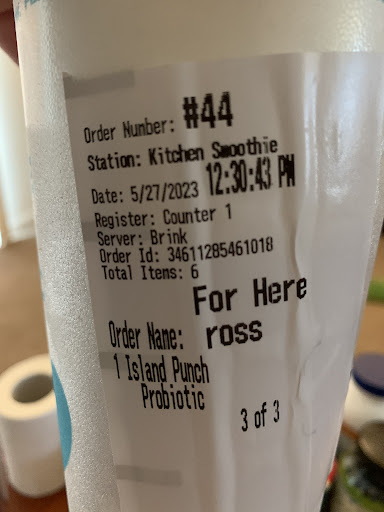 Order Number: #44
Station: Kitchen Smoothie
Date: 5/27/2023 12:30:43 PM
Register: Counter 1
Server: Brink
Order Id: 34611285461018
Total Items: 6
For Here
Order Name: ross
1 Island Punch
Probiotic
3 of 3